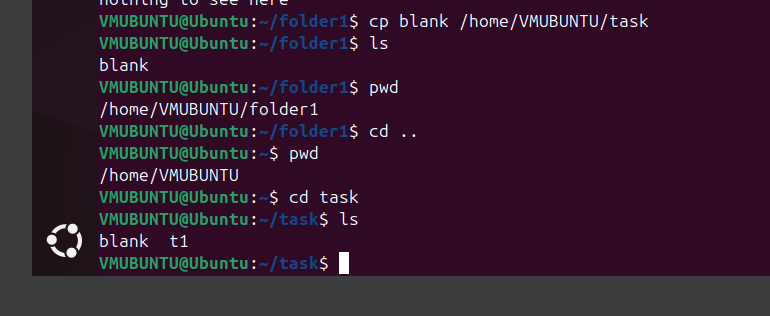 nothing to see here
VMUBUNTU@Ubuntu:~/folder1$ cp blank /home/VMUBUNTU/task
VMUBUNTU@Ubuntu:~/folder1$ ls
blank
VMUBUNTU@Ubuntu:~/folder1$ pwd
/home/VMUBUNTU/folder1
VMUBUNTU@Ubuntu:~/folder1$ cd ..
VMUBUNTU@Ubuntu:~$ pwd
/home/VMUBUNTU
VMUBUNTU@Ubuntu:~$ cd task
VMUBUNTU@Ubuntu:~/task$ ls
blank  t1
VMUBUNTU@Ubuntu:~/task$